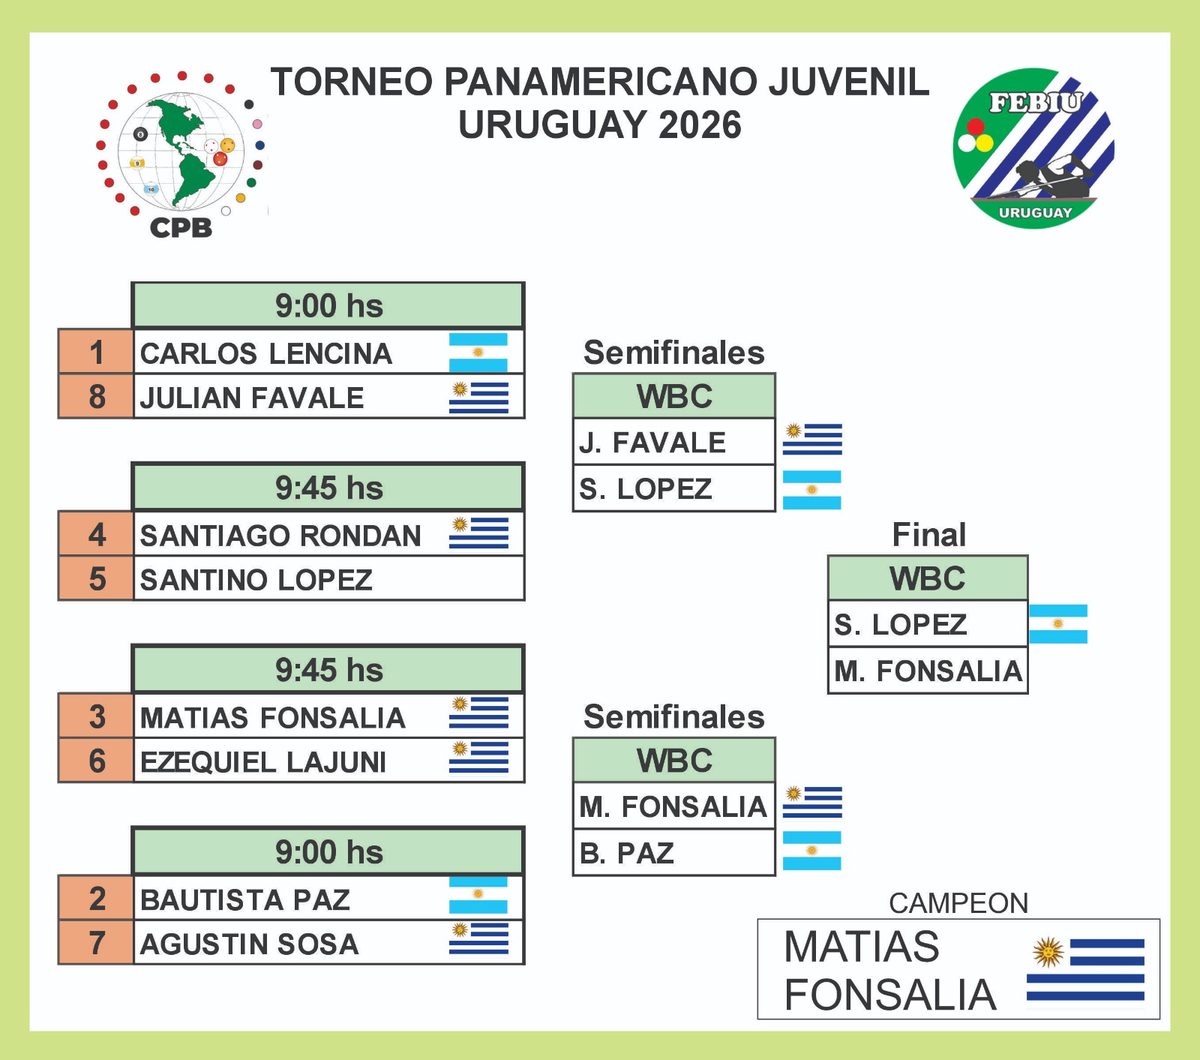 TORNEO PANAMERICANO JUVENIL
URUGUAY 2026
CPB
FEBIU
URUGUAY
9:00 hs
1 CARLOS LENCINA
8 JULIAN FAVALE
9:45 hs
4 SANTIAGO RONDAN
5 SANTINO LOPEZ
9:45 hs
3 MATIAS FONSALIA
6 EZEQUIEL LAJUNI
9:00 hs
2 BAUTISTA PAZ
7 AGUSTIN SOSA
Semifinales
WBC
J. FAVALE
S. LOPEZ
Semifinales
WBC
M. FONSALIA
B. PAZ
Final
WBC
S. LOPEZ
M. FONSALIA
CAMPEON
MATIAS
FONSALIA